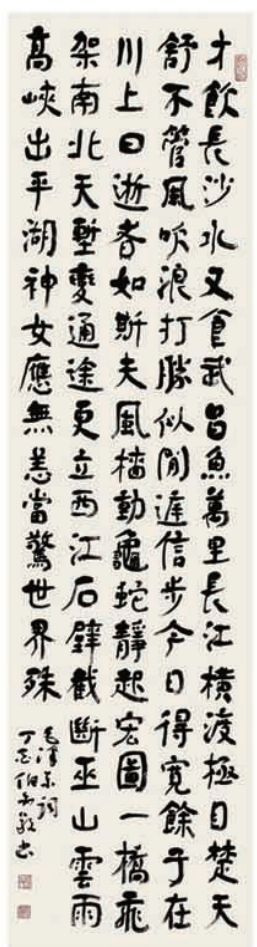 才飲長沙水又食武昌魚萬里長江橫渡極目楚天
舒不管風吹浪打勝似閒庭信步今日得寬餘子在
川上曰逝者如斯夫風檣動龜蛇靜起宏圖一橋飛
架南北天塹變通途更立西江石壁截斷巫山雲雨
高峽出平湖神女應無恙當驚世界殊
毛澤東詞
丁亥伯敬書